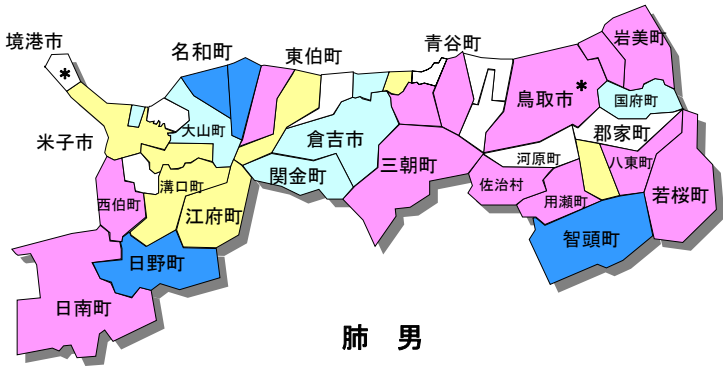 境港市
*
名和町
東伯町
青谷町
岩美町
米子市
大山町
倉吉市
鳥取市
*
国府町
郡家町
西伯町
溝口町
江府町
関金町
三朝町
河原町
佐治村
用瀬町
八東町
若桜町
日野町
智頭町
日南町
肺 男